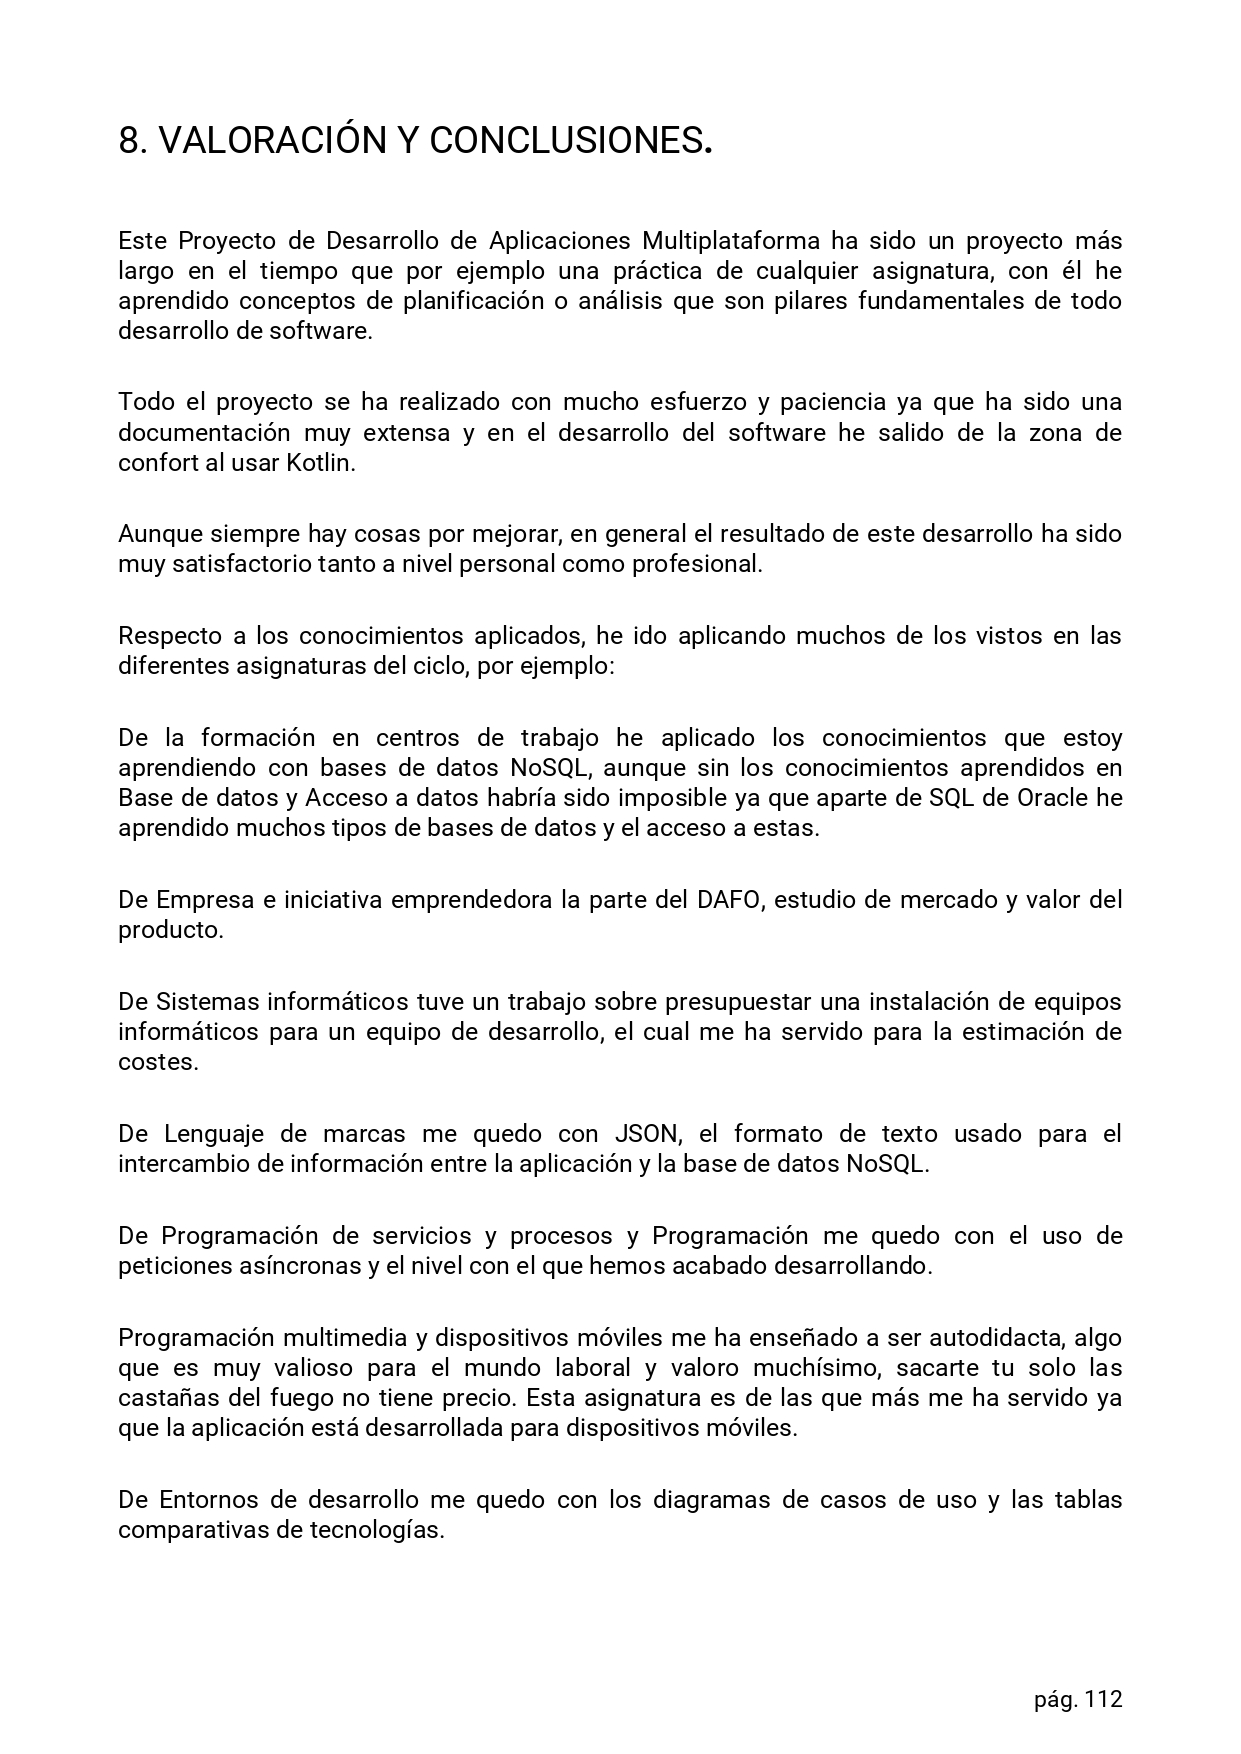 8. VALORACIÓN Y CONCLUSIONES.
Este Proyecto de Desarrollo de Aplicaciones Multiplataforma ha sido un proyecto más
largo en el tiempo que por ejemplo una práctica de cualquier asignatura, con él he
aprendido conceptos de planificación o análisis que son pilares fundamentales de todo
desarrollo de software.
Todo el proyecto se ha realizado con mucho esfuerzo y paciencia ya que ha sido una
documentación muy extensa y en el desarrollo del software he salido de la zona de
confort al usar Kotlin.
Aunque siempre hay cosas por mejorar, en general el resultado de este desarrollo ha sido
muy satisfactorio tanto a nivel personal como profesional.
Respecto a los conocimientos aplicados, he ido aplicando muchos de los vistos en las
diferentes asignaturas del ciclo, por ejemplo:
De la formación en centros de trabajo he aplicado los conocimientos que estoy
aprendiendo con bases de datos NoSQL, aunque sin los conocimientos aprendidos en
Base de datos y Acceso a datos habría sido imposible ya que aparte de SQL de Oracle he
aprendido muchos tipos de bases de datos y el acceso a estas.
De Empresa e iniciativa emprendedora la parte del DAFO, estudio de mercado y valor del
producto.
De Sistemas informáticos tuve un trabajo sobre presupuestar una instalación de equipos
informáticos para un equipo de desarrollo, el cual me ha servido para la estimación de
costes.
De Lenguaje de marcas me quedo con JSON, el formato de texto usado para el
intercambio de información entre la aplicación y la base de datos NoSQL.
De Programación de servicios y procesos y Programación me quedo con el uso de
peticiones asíncronas y el nivel con el que hemos acabado desarrollando.
Programación multimedia y dispositivos móviles me ha enseñado a ser autodidacta, algo
que es muy valioso para el mundo laboral y valoro muchísimo, sacarte tu solo las
castañas del fuego no tiene precio. Esta asignatura es de las que más me ha servido ya
que la aplicación está desarrollada para dispositivos móviles.
De Entornos de desarrollo me quedo con los diagramas de casos de uso y las tablas
comparativas de tecnologías.
pág. 112